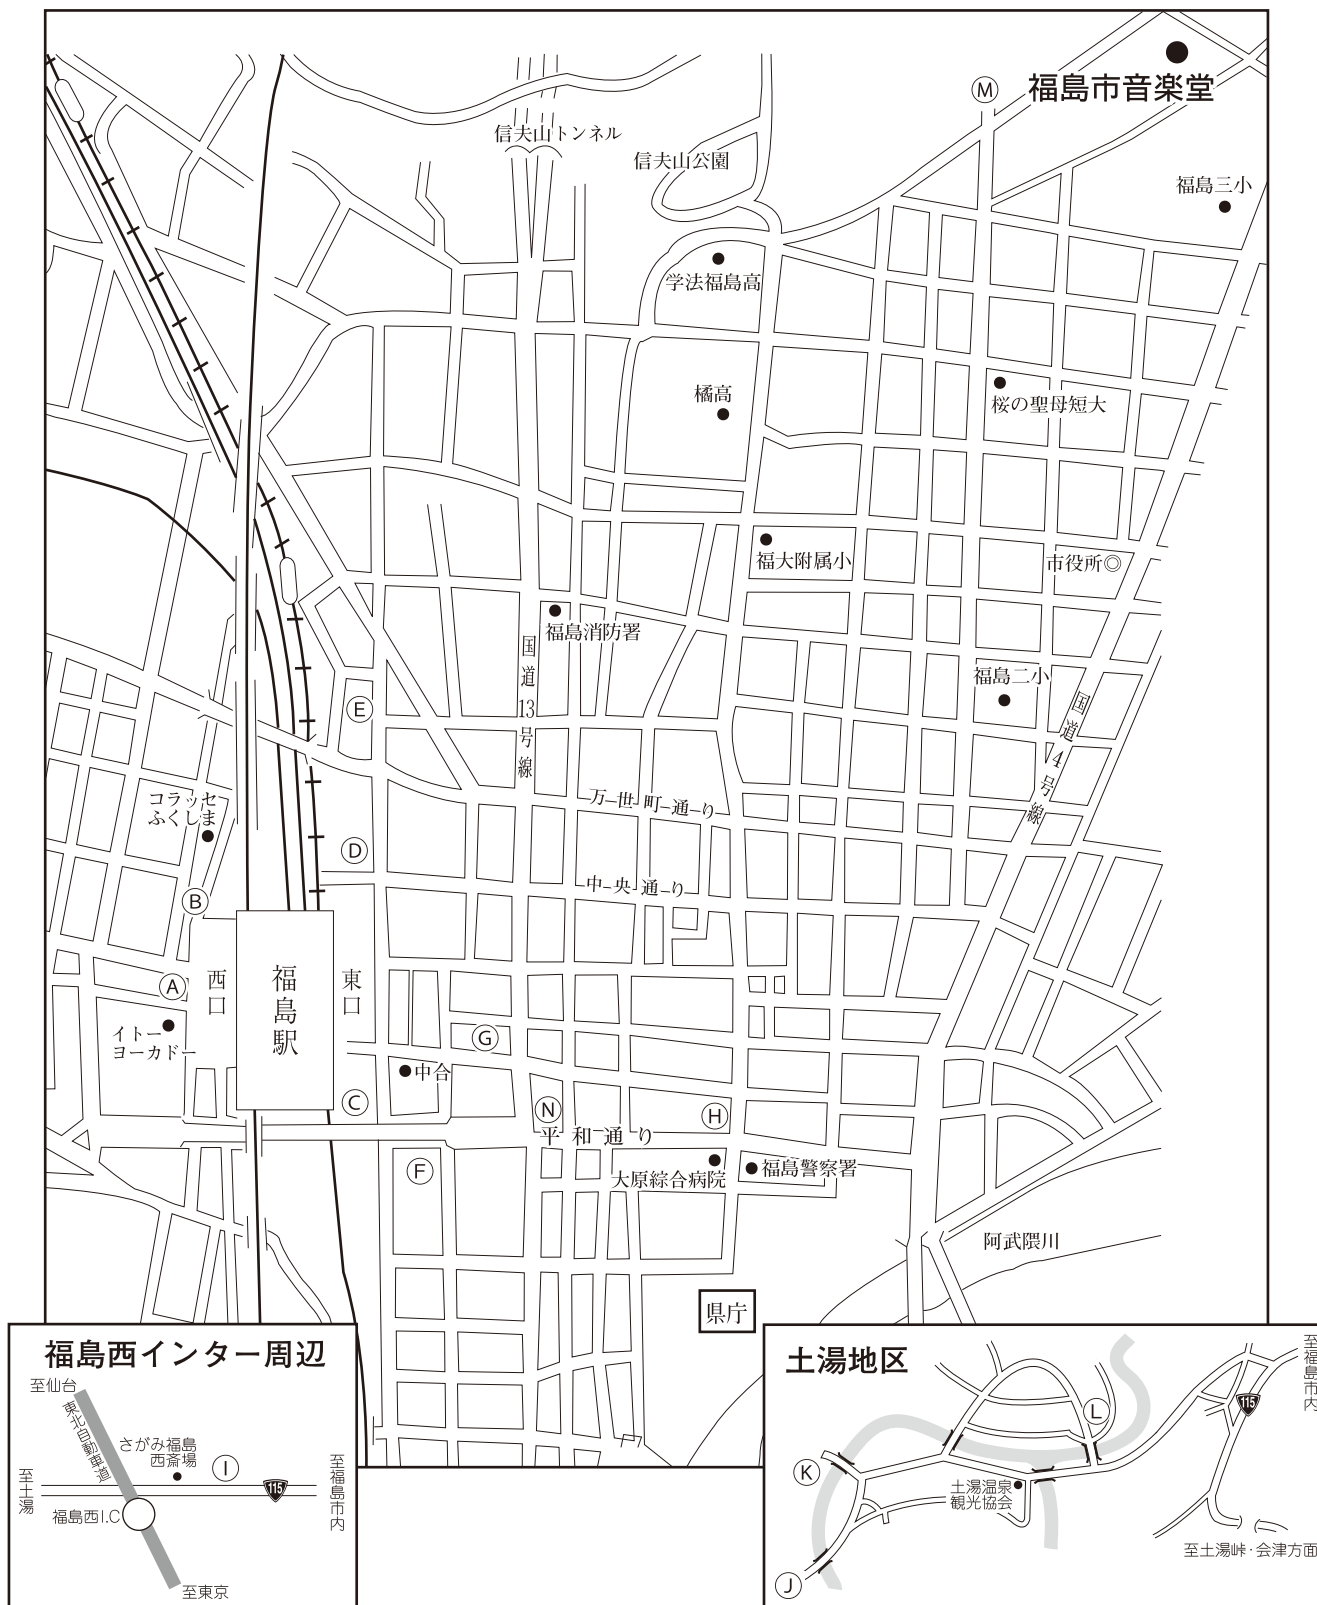 Ⓜ
福島市音楽堂
信夫山トンネル
信夫山公園
福島三小
学法福島高
橘高
桜の聖母短大
福大附属小
市役所◎
福島消防署
国道13号線
福島二小
国道4号線
Ⓔ
コラッセ
ふくしま
万世町通り
Ⓓ
中央通り
Ⓑ
Ⓐ
西口
福島駅
東口
イトー
ヨーカドー
Ⓖ
中合
Ⓒ
Ⓝ
Ⓗ
平和通り
Ⓕ
大原綜合病院
福島警察署
阿武隈川
県庁
福島西インター周辺
至仙台
東北自動車道
さがみ福島
西斎場
Ⓘ
115
至土湯
至福島市内
福島西I.C
至東京
土湯地区
至福島市内
115
Ⓛ
Ⓚ
土湯温泉
観光協会
至土湯峠・会津方面
Ⓙ